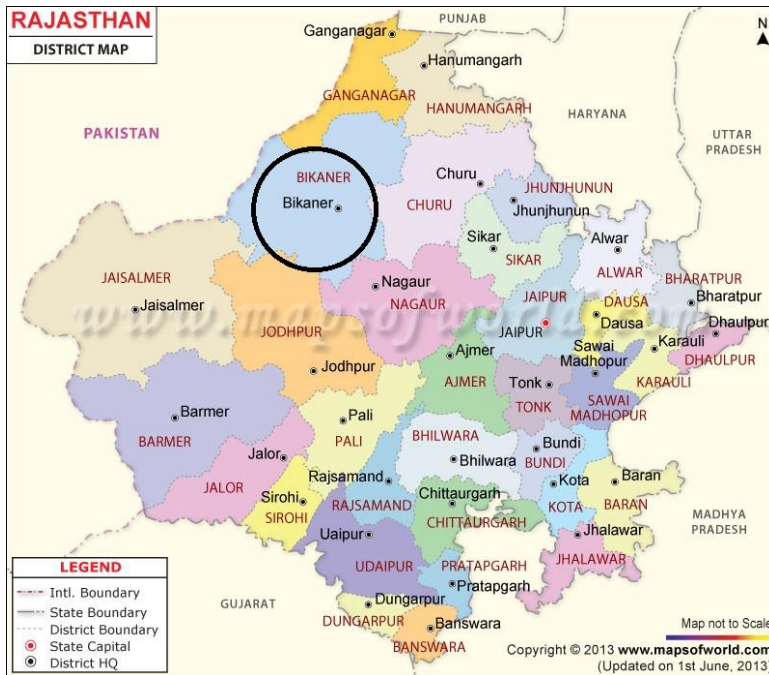 RAJASTHAN
DISTRICT MAP
PUNJAB
N
Ganganagar
Hanumangarh
GANGANAGAR
HANUMANGARH
HARYANA
PAKISTAN
UTTAR
PRADESH
BIKANER
Churu
JHUNJHUNUN
Bikaner
CHURU
Jhunjhunun
Sikar
Alwar
SIKAR
JAISALMER
ALWAR
BHARATPUR
Nagaur
JAIPUR
NAGAUR
DAUSA
Jaisalmer
Bharatpur
www.mapsofworld.com
Dausa
JODHPUR
JAIPUR
Dhaulpur
Sawai
Madhopur
Karauli
Ajmer
DHAULPUR
Jodhpur
AJMER
Tonk
KARAULI
TONK
SAWAI
MADHOPUR
Barmer
Pali
BARMER
PALI
BHILWARA
Bundi
Jalor
Bhilwara
BUNDI
Rajsamand
Kota
Baran
JALOR
Sirohi
RAJSAMAND
Chittaurgarh
KOTA
BARAN
SIROHI
CHITTAURGARH
MADHYA
PRADESH
Uaipur
Jhalawar
UDAIPUR
PRATAPGARH
JHALAWAR
Pratapgarh
GUJARAT
Dungarpur
DUNGARPUR
Banswara
BANSWARA
LEGEND
Intl. Boundary
State Boundary
District Boundary
State Capital
District HQ
Map not to Scale
Copyright © 2013 www.mapsofworld.com
(Updated on 1st June, 2013)